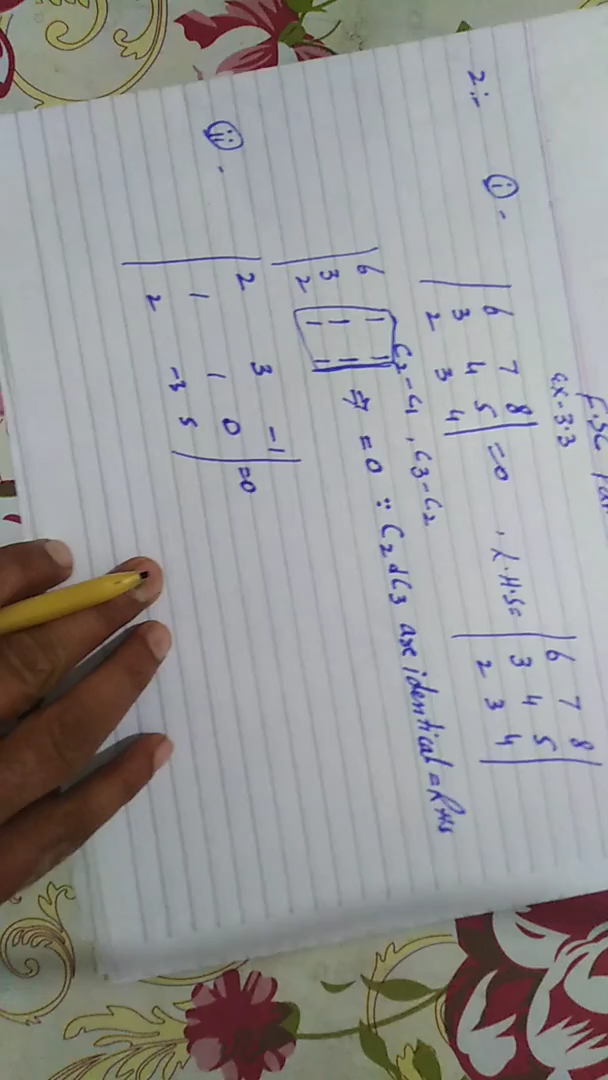 F.Sc Par
Ex-3.3
2:- (i) - | 6 7 8 | = 0 , L.H.S=  | 6 7 8 |
| 3 4 5 | | 3 4 5 |
| 2 3 4 | | 2 3 4 |
C2-C1 , C3-C2
| 6 1 1
| 3 1 1 = 0 ∵ C2 & C3 are identical = RHS
| 2 1 1
(ii) - | 2 3 -1 |
| 1 1 0 | =0
| 2 -3 5 |